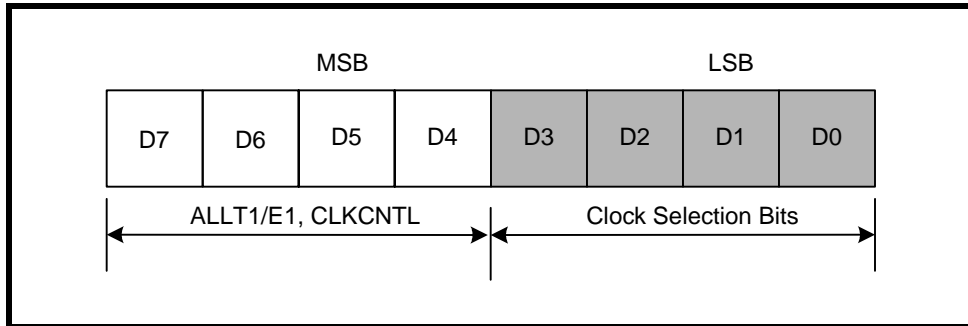 MSB LSB
D7 D6 D5 D4 D3 D2 D1 D0
ALLT1/E1, CLKCNTL Clock Selection Bits